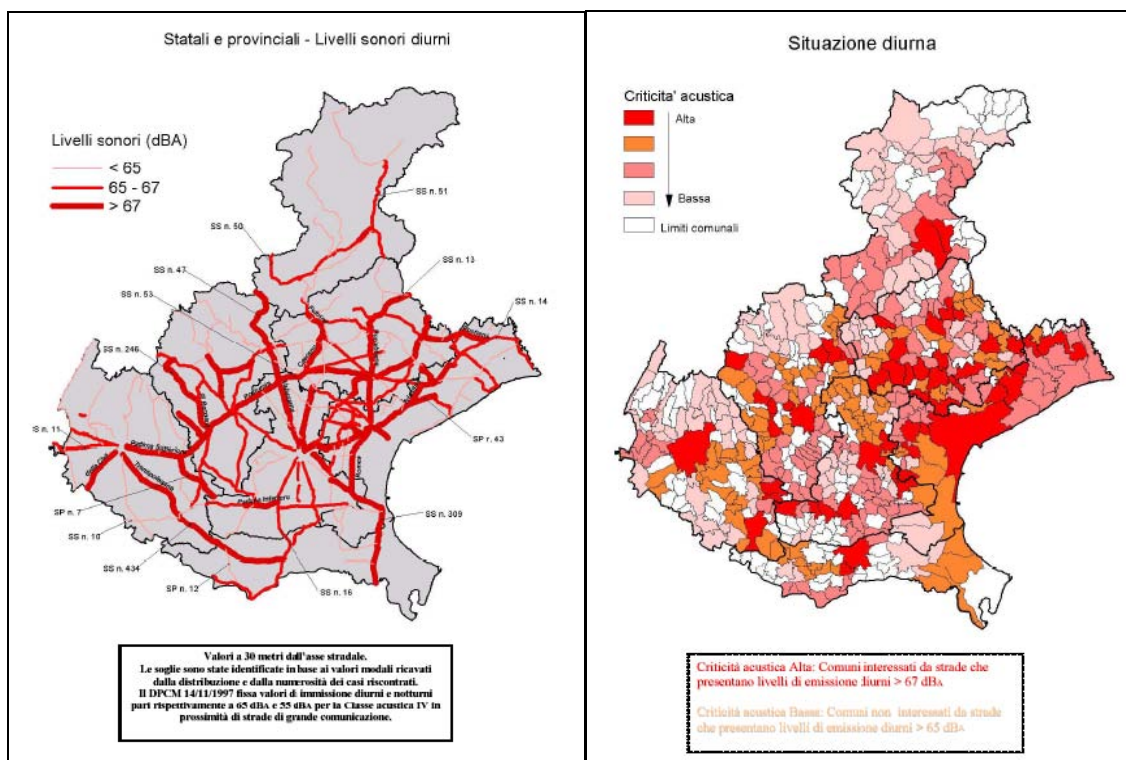 Statali e provinciali - Livelli sonori diurni
Livelli sonori (dBA)
< 65
65 - 67
> 67
SS n. 51
SS n. 50
SS n. 47
SS n. 13
SS n. 53
SS n. 14
SS n. 246
SS n. 11
SP r. 43
SP n. 7
SS n. 309
SS n. 10
SS n. 434
SP n. 12
SS n. 16
Padana Superiore
Padana Inferiore
Romea
Valori a 30 metri dall'asse stradale.
Le soglie sono state identificate in base ai valori modali ricavati
dalla distribuzione e dalla numerosità dei casi riscontrati.
Il DPCM 14/11/1997 fissa valori di immissione diurni e notturni
pari rispettivamente a 65 dBA e 55 dBA per la Classe acustica IV in
prossimità di strade di grande comunicazione.
Situazione diurna
Criticita' acustica
Alta
Bassa
Limiti comunali
Criticità acustica Alta: Comuni interessati da strade che
presentano livelli di emissione diurni > 67 dBA
Criticità acustica Bassa: Comuni non interessati da strade
che presentano livelli di emissione diurni > 65 dBA